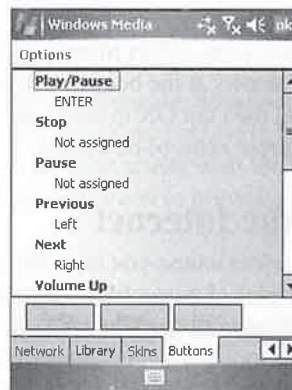 Windows Media ok
Options
Play/Pause
ENTER
Stop
Not assigned
Pause
Not assigned
Previous
Left
Next
Right
Volume Up
Network Library Skins Buttons